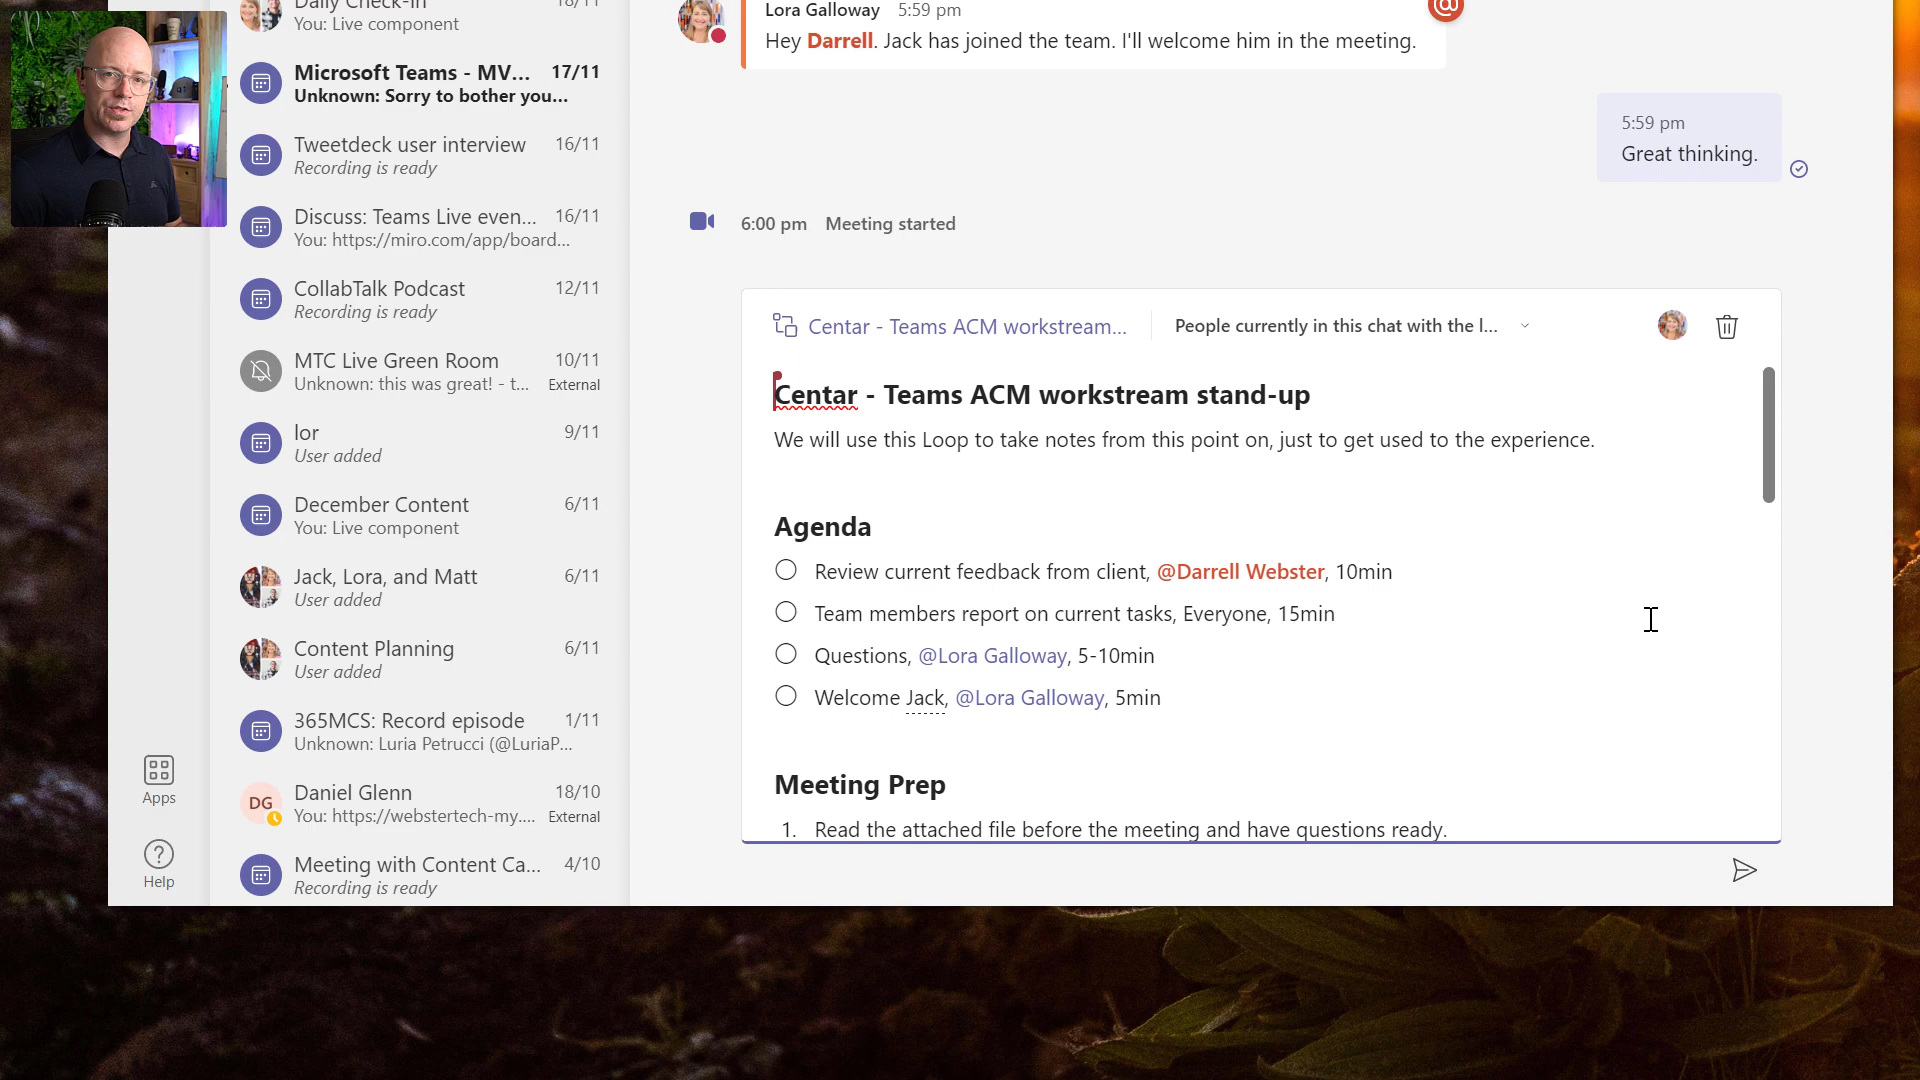 Daily Check-in 18/11
You: Live component
Microsoft Teams - MV... 17/11
Unknown: Sorry to bother you...
Tweetdeck user interview 16/11
Recording is ready
Discuss: Teams Live even... 16/11
You: https://miro.com/app/board...
CollabTalk Podcast 12/11
Recording is ready
MTC Live Green Room 10/11
Unknown: this was great! - t... External
lor 9/11
User added
December Content 6/11
You: Live component
Jack, Lora, and Matt 6/11
User added
Content Planning 6/11
User added
365MCS: Record episode 1/11
Unknown: Luria Petrucci (@LuriaP...
DG
Daniel Glenn 18/10
You: https://webstertech-my.... External
Meeting with Content Ca... 4/10
Recording is ready
Apps
Help
Lora Galloway 5:59 pm
@
Hey Darrell. Jack has joined the team. I'll welcome him in the meeting.
5:59 pm
Great thinking.
6:00 pm Meeting started
Centar - Teams ACM workstream... People currently in this chat with the l...
Centar - Teams ACM workstream stand-up
We will use this Loop to take notes from this point on, just to get used to the experience.
Agenda
Review current feedback from client, @Darrell Webster, 10min
Team members report on current tasks, Everyone, 15min
Questions, @Lora Galloway, 5-10min
Welcome Jack, @Lora Galloway, 5min
Meeting Prep
1. Read the attached file before the meeting and have questions ready.